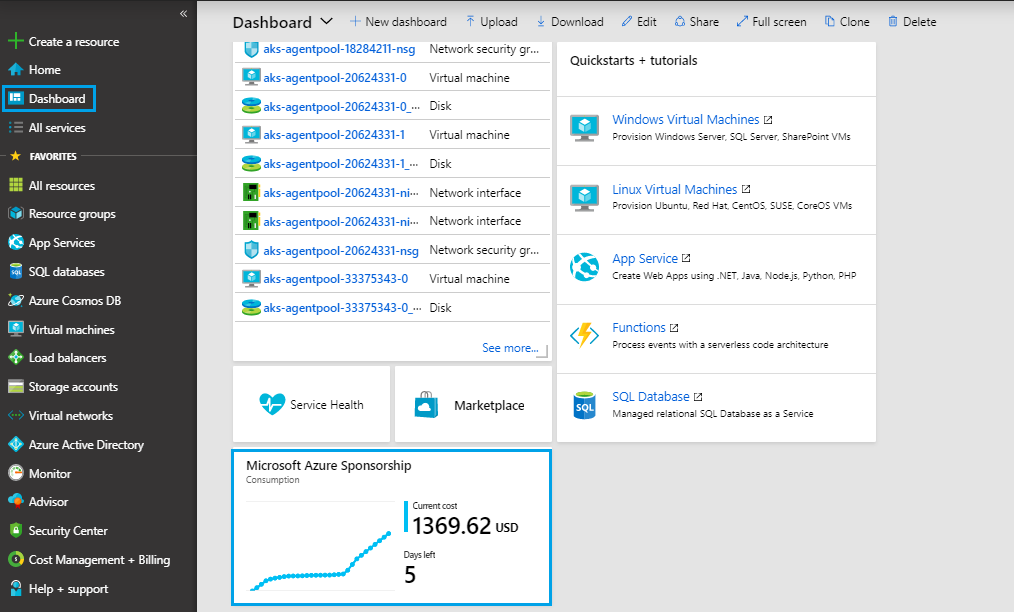 «
Create a resource
Home
Dashboard
All services
FAVORITES
All resources
Resource groups
App Services
SQL databases
Azure Cosmos DB
Virtual machines
Load balancers
Storage accounts
Virtual networks
Azure Active Directory
Monitor
Advisor
Security Center
Cost Management + Billing
Help + support
Dashboard
New dashboard
Upload
Download
Edit
Share
Full screen
Clone
Delete
aks-agentpool-18284211-nsg Network security gr...
aks-agentpool-20624331-0 Virtual machine
aks-agentpool-20624331-0_... Disk
aks-agentpool-20624331-1 Virtual machine
aks-agentpool-20624331-1_... Disk
aks-agentpool-20624331-ni... Network interface
aks-agentpool-20624331-ni... Network interface
aks-agentpool-20624331-nsg Network security gr...
aks-agentpool-33375343-0 Virtual machine
aks-agentpool-33375343-0_... Disk
See more...
Service Health
Marketplace
Microsoft Azure Sponsorship
Consumption
Current cost
1369.62 USD
Days left
5
Quickstarts + tutorials
Windows Virtual Machines
Provision Windows Server, SQL Server, SharePoint VMs
Linux Virtual Machines
Provision Ubuntu, Red Hat, CentOS, SUSE, CoreOS VMs
App Service
Create Web Apps using .NET, Java, Node.js, Python, PHP
Functions
Process events with a serverless code architecture
SQL
SQL Database
Managed relational SQL Database as a Service